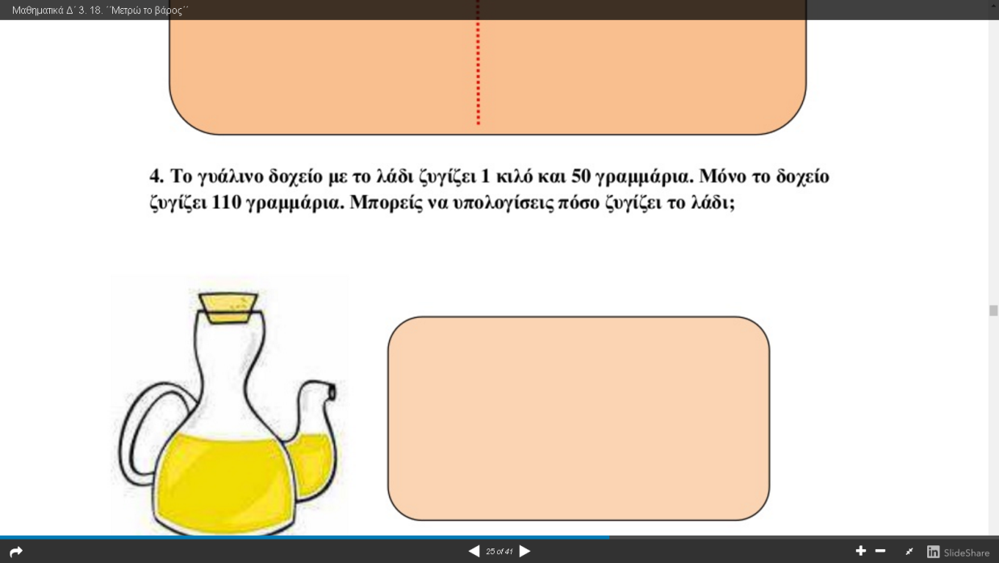 Μαθηματικά Δ΄ 3. 18. ΄΄Μετρώ το βάρος΄΄
4. Το γυάλινο δοχείο με το λάδι ζυγίζει 1 κιλό και 50 γραμμάρια. Μόνο το δοχείο
ζυγίζει 110 γραμμάρια. Μπορείς να υπολογίσεις πόσο ζυγίζει το λάδι;
25 of 41
in SlideShare